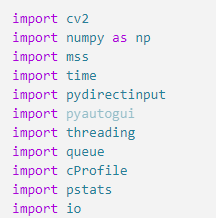 import cv2
import numpy as np
import mss
import time
import pydirectinput
import pyautogui
import threading
import queue
import cProfile
import pstats
import io